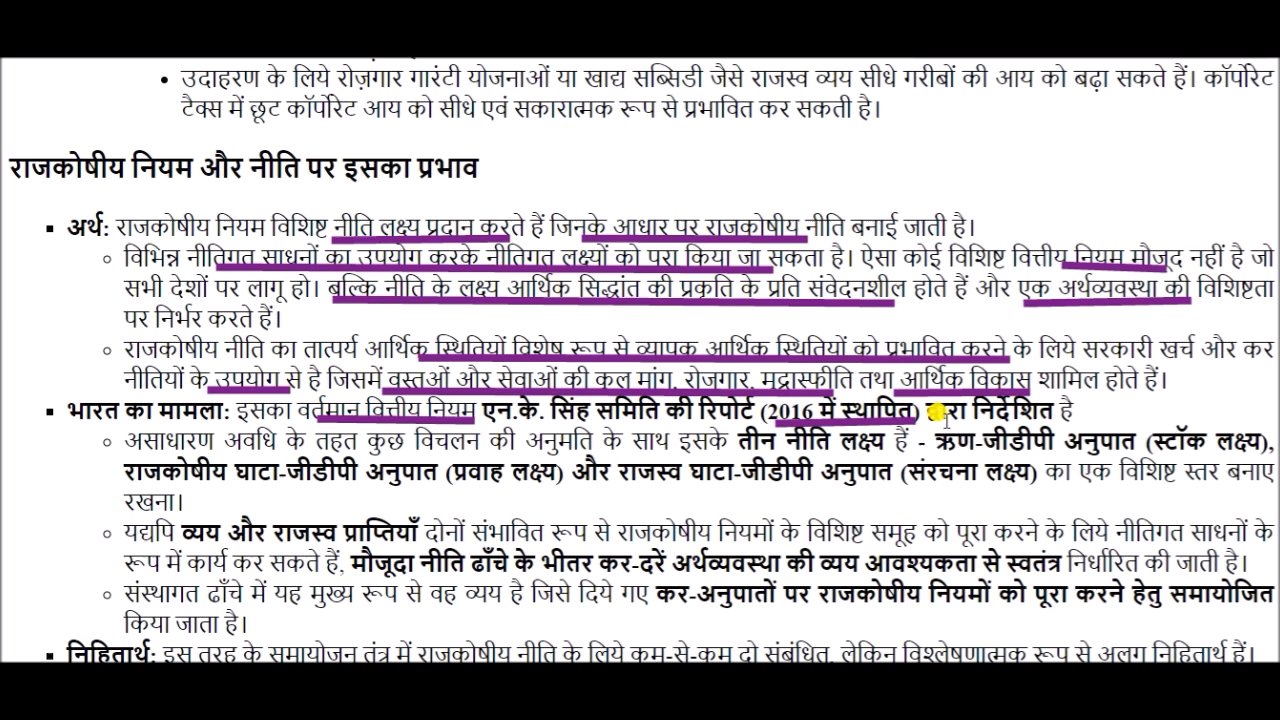 उदाहरण के लिये रोज़गार गारंटी योजनाओं या खाद्य सब्सिडी जैसे राजस्व व्यय सीधे गरीबों की आय को बढ़ा सकते हैं। कॉर्पोरेट
टैक्स में छूट कॉर्पोरेट आय को सीधे एवं सकारात्मक रूप से प्रभावित कर सकती है।
राजकोषीय नियम और नीति पर इसका प्रभाव
अर्थ: राजकोषीय नियम विशिष्ट नीति लक्ष्य प्रदान करते हैं जिनके आधार पर राजकोषीय नीति बनाई जाती है।
विभिन्न नीतिगत साधनों का उपयोग करके नीतिगत लक्ष्यों को पूरा किया जा सकता है। ऐसा कोई विशिष्ट वित्तीय नियम मौजूद नहीं है जो
सभी देशों पर लागू हो। बल्कि नीति के लक्ष्य आर्थिक सिद्धांत की प्रकृति के प्रति संवेदनशील होते हैं और एक अर्थव्यवस्था की विशिष्टता
पर निर्भर करते हैं।
राजकोषीय नीति का तात्पर्य आर्थिक स्थितियों विशेष रूप से व्यापक आर्थिक स्थितियों को प्रभावित करने के लिये सरकारी खर्च और कर
नीतियों के उपयोग से है जिसमें वस्तुओं और सेवाओं की कुल मांग, रोजगार, मुद्रास्फीति तथा आर्थिक विकास शामिल होते हैं।
भारत का मामला: इसका वर्तमान वित्तीय नियम एन.के. सिंह समिति की रिपोर्ट (2016 में स्थापित) द्वारा निर्देशित है
असाधारण अवधि के तहत कुछ विचलन की अनुमति के साथ इसके तीन नीति लक्ष्य हैं - ऋण-जीडीपी अनुपात (स्टॉक लक्ष्य),
राजकोषीय घाटा-जीडीपी अनुपात (प्रवाह लक्ष्य) और राजस्व घाटा-जीडीपी अनुपात (संरचना लक्ष्य) का एक विशिष्ट स्तर बनाए
रखना।
यद्यपि व्यय और राजस्व प्राप्तियाँ दोनों संभावित रूप से राजकोषीय नियमों के विशिष्ट समूह को पूरा करने के लिये नीतिगत साधनों के
रूप में कार्य कर सकते हैं, मौजूदा नीति ढाँचे के भीतर कर-दरें अर्थव्यवस्था की व्यय आवश्यकता से स्वतंत्र निर्धारित की जाती है।
संस्थागत ढाँचे में यह मुख्य रूप से वह व्यय है जिसे दिये गए कर-अनुपातों पर राजकोषीय नियमों को पूरा करने हेतु समायोजित
किया जाता है।
निहितार्थ: इस तरह के समायोजन तंत्र में राजकोषीय नीति के लिये कम-से-कम दो संबंधित, लेकिन विश्लेषणात्मक रूप से अलग निहितार्थ हैं।